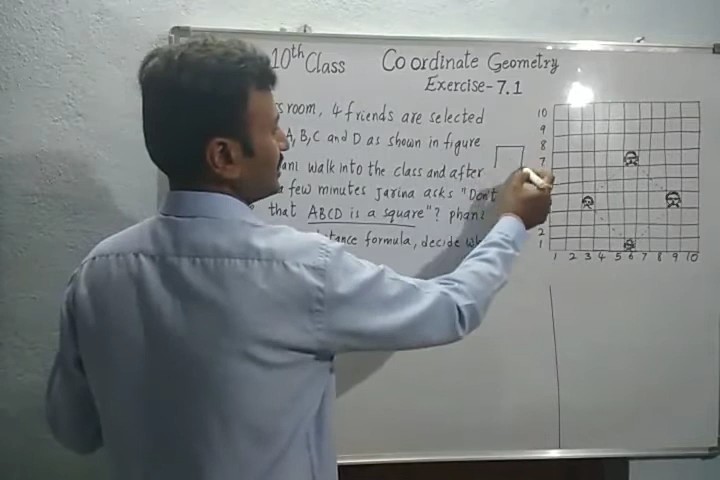 10th Class Coordinate Geometry
Exercise-7.1
room, 4 friends are selected
A, B, C and D as shown in figure
walk into the class and after
a few minutes Jarina asks "Don't
that ABCD is a square"? phani
formula, decide
10
9
8
7
2
1
1 2 3 4 5 6 7 8 9 10